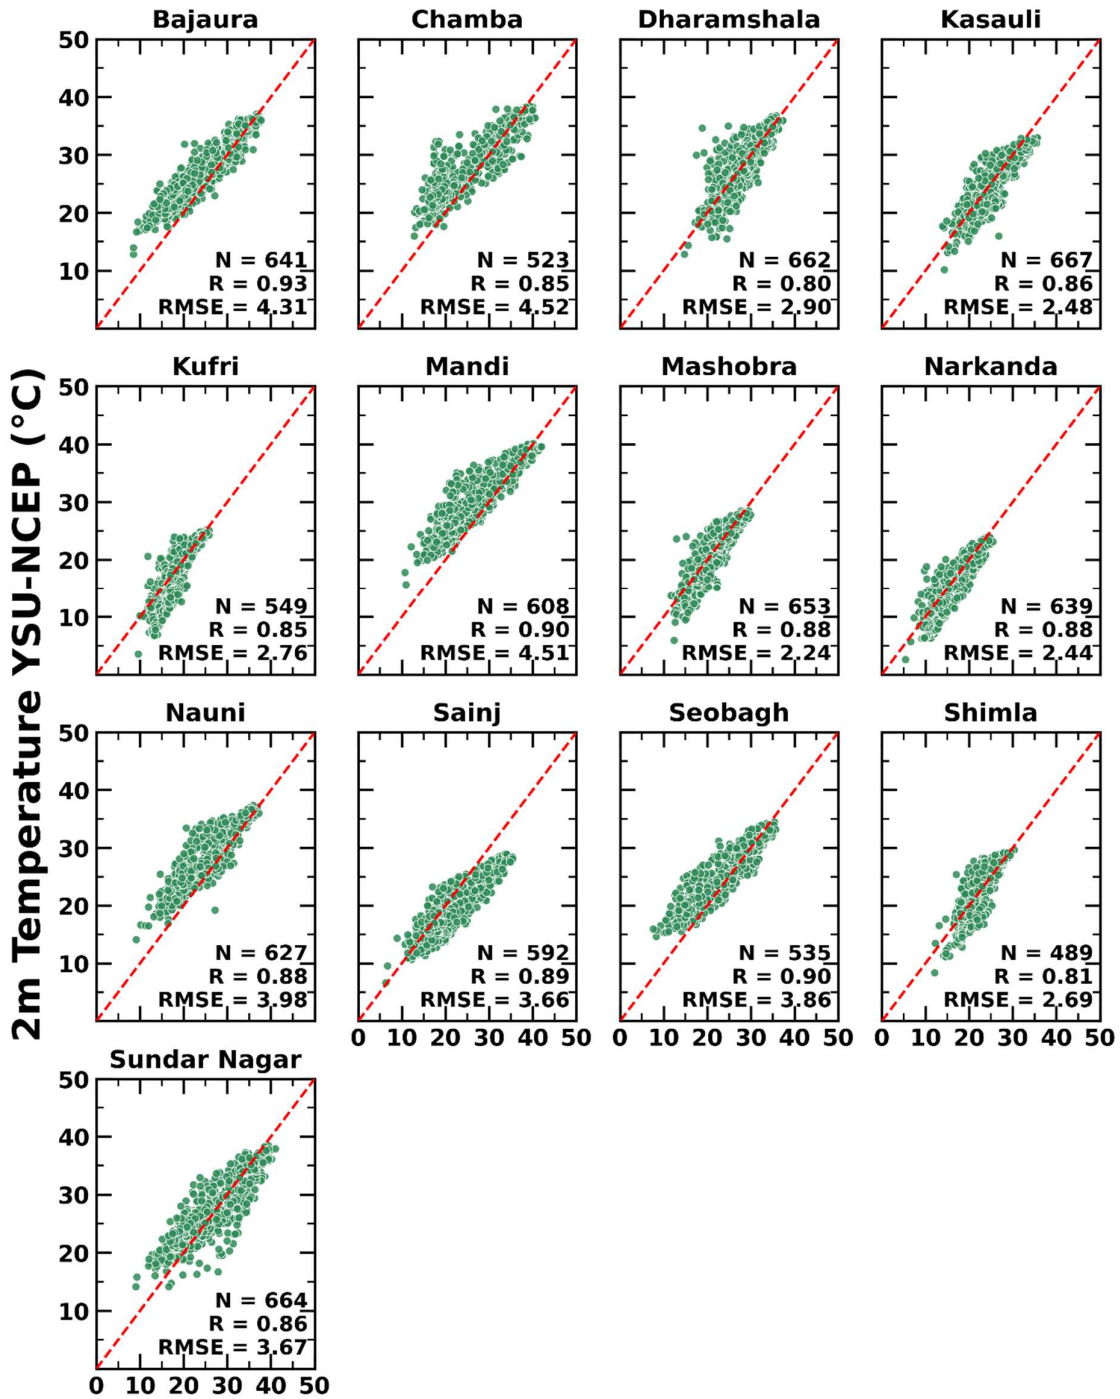 2m Temperature YSU-NCEP (°C)
Bajaura
Chamba
Dharamshala
Kasauli
50
40
30
20
10
N = 641
R = 0.93
RMSE = 4.31
N = 523
R = 0.85
RMSE = 4.52
N = 662
R = 0.80
RMSE = 2.90
N = 667
R = 0.86
RMSE = 2.48
Kufri
Mandi
Mashobra
Narkanda
50
40
30
20
10
N = 549
R = 0.85
RMSE = 2.76
N = 608
R = 0.90
RMSE = 4.51
N = 653
R = 0.88
RMSE = 2.24
N = 639
R = 0.88
RMSE = 2.44
Nauni
Sainj
Seobagh
Shimla
50
40
30
20
10
N = 627
R = 0.88
RMSE = 3.98
N = 592
R = 0.89
RMSE = 3.66
N = 535
R = 0.90
RMSE = 3.86
N = 489
R = 0.81
RMSE = 2.69
0 10 20 30 40 50
0 10 20 30 40 50
0 10 20 30 40 50
Sundar Nagar
50
40
30
20
10
N = 664
R = 0.86
RMSE = 3.67
0 10 20 30 40 50